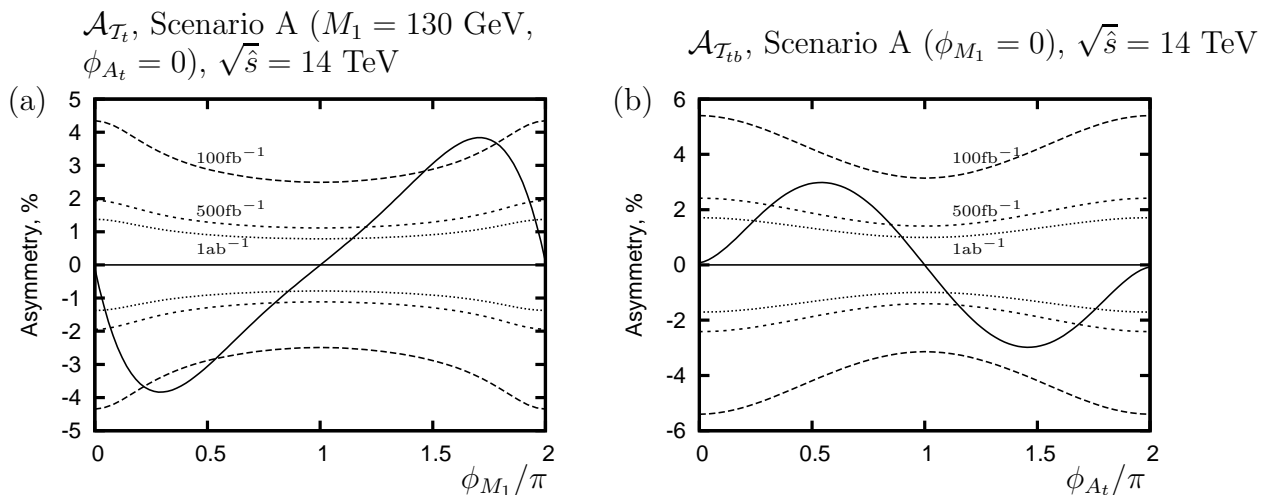 𝒜_{𝒯_t}, Scenario A (M₁ = 130 GeV,
ϕ_{A_t} = 0), √ŝ = 14 TeV
(a)
5
4
3
2
1
0
-1
-2
-3
-4
-5
Asymmetry, %
100fb⁻¹
500fb⁻¹
1ab⁻¹
0 0.5 1 1.5 2
ϕ_{M₁}/π
𝒜_{𝒯_{tb}}, Scenario A (ϕ_{M₁} = 0), √ŝ = 14 TeV
(b)
6
4
2
0
-2
-4
-6
Asymmetry, %
100fb⁻¹
500fb⁻¹
1ab⁻¹
0 0.5 1 1.5 2
ϕ_{A_t}/π